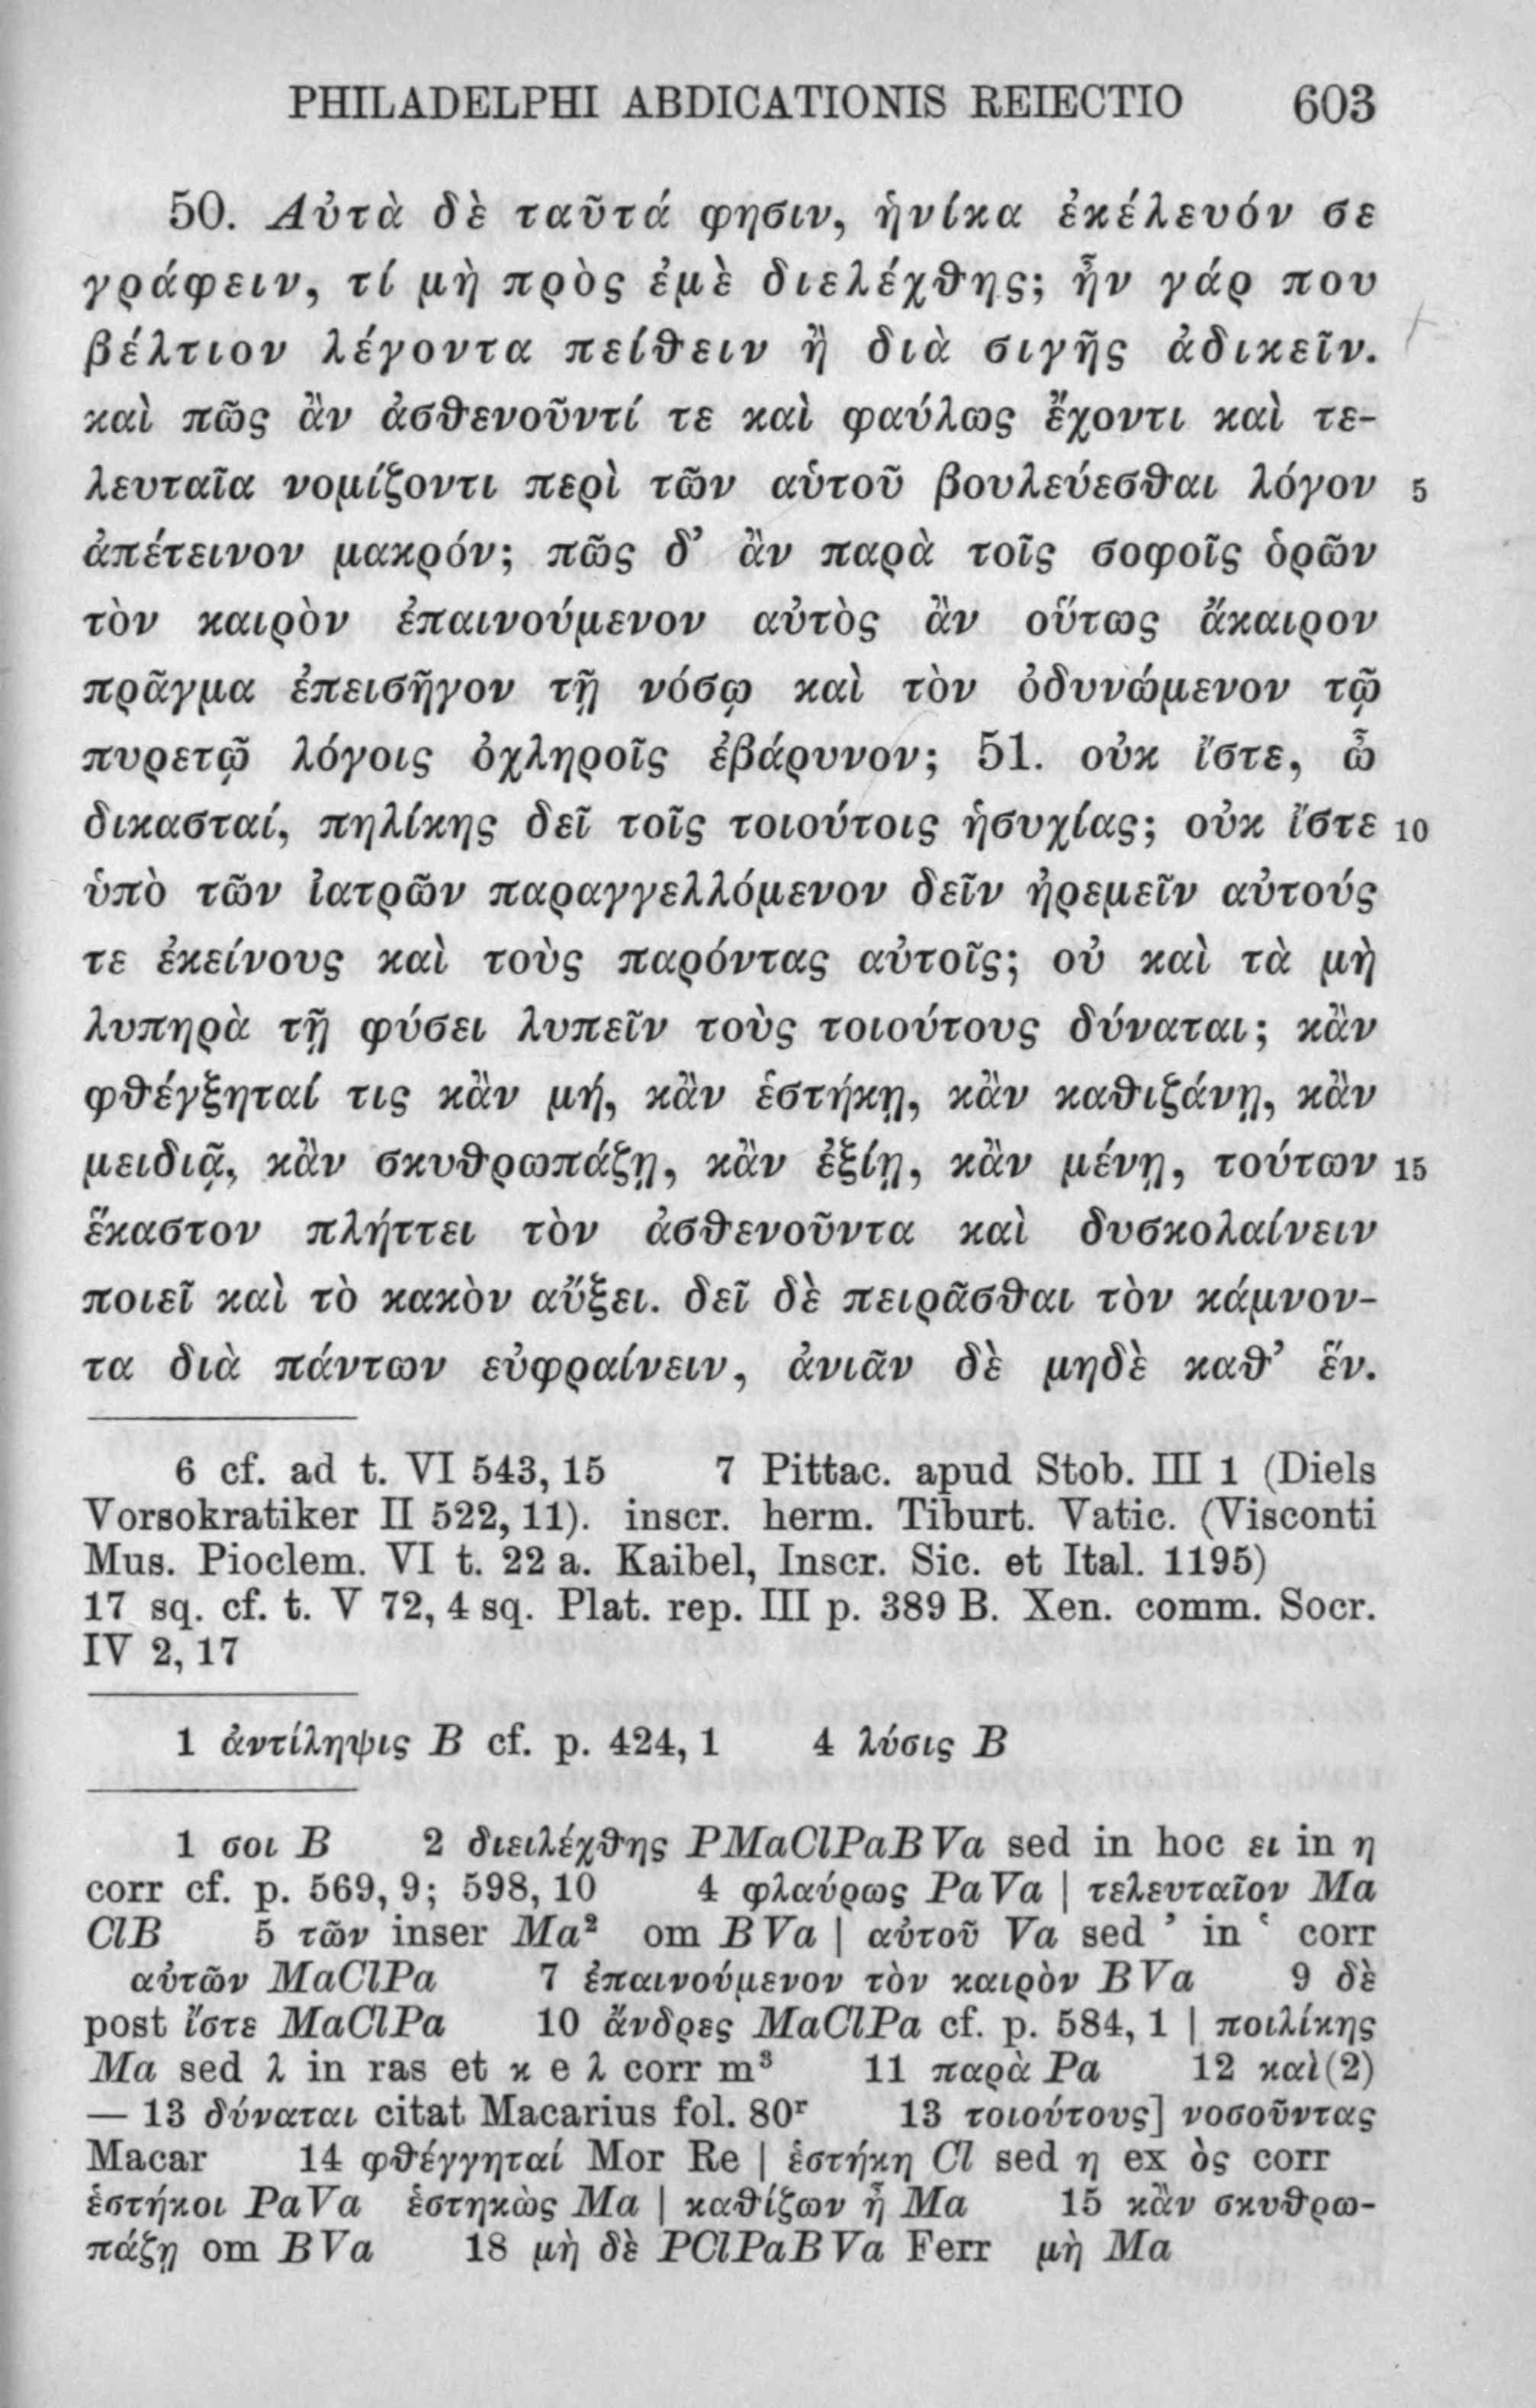 PHILADELPHI ABDICATIONIS REIECTIO 603
50. Αὐτὰ δὲ ταῦτά φησιν, ἡνίκα ἐκέλευόν σε
γράφειν, τί μὴ πρὸς ἐμὲ διελέχθης; ἦν γάρ που
βέλτιον λέγοντα πείθειν ἢ διὰ σιγῆς ἀδικεῖν.
καὶ πῶς ἂν ἀσθενοῦντί τε καὶ φαύλως ἔχοντι καὶ τε-
λευταῖα νομίζοντι περὶ τῶν αὑτοῦ βουλεύεσθαι λόγον 5
ἀπέτεινον μακρόν; πῶς δ’ ἂν παρὰ τοῖς σοφοῖς ὁρῶν
τὸν καιρὸν ἐπαινούμενον αὐτὸς ἂν οὕτως ἄκαιρον
πρᾶγμα ἐπεισῆγον τῇ νόσῳ καὶ τὸν ὀδυνώμενον τῷ
πυρετῷ λόγοις ὀχληροῖς ἐβάρυνον; 51. οὐκ ἴστε, ὦ
δικασταί, πηλίκης δεῖ τοῖς τοιούτοις ἡσυχίας; οὐκ ἴστε 10
ὑπὸ τῶν ἰατρῶν παραγγελλόμενον δεῖν ἠρεμεῖν αὐτούς
τε ἐκείνους καὶ τοὺς παρόντας αὐτοῖς; οὐ καὶ τὰ μὴ
λυπηρὰ τῇ φύσει λυπεῖν τοὺς τοιούτους δύναται; κἂν
φθέγξηταί τις κἂν μή, κἂν ἑστήκῃ, κἂν καθιζάνῃ, κἂν
μειδιᾷ, κἂν σκυθρωπάζῃ, κἂν ἐξίῃ, κἂν μένῃ, τούτων 15
ἕκαστον πλήττει τὸν ἀσθενοῦντα καὶ δυσκολαίνειν
ποιεῖ καὶ τὸ κακὸν αὔξει. δεῖ δὲ πειρᾶσθαι τὸν κάμνον-
τα διὰ πάντων εὐφραίνειν, ἀνιᾶν δὲ μηδὲ καθ’ ἕν.
6 cf. ad t. VI 543, 15 7 Pittac. apud Stob. III 1 (Diels
Vorsokratiker II 522, 11). inscr. herm. Tiburt. Vatic. (Visconti
Mus. Pioclem. VI t. 22 a. Kaibel, Inscr. Sic. et Ital. 1195)
17 sq. cf. t. V 72, 4 sq. Plat. rep. III p. 389 B. Xen. comm. Socr.
IV 2, 17
1 ἀντίληψις B cf. p. 424, 1 4 λύσις B
1 σοι B 2 διειλέχθης PMaClPaBVa sed in hoc ει in η
corr cf. p. 569, 9; 598, 10 4 φλαύρως PaVa | τελευταῖον Ma
ClB 5 τῶν inser Ma² om BVa | αὐτοῦ Va sed ’ in ‘ corr
αὐτῶν MaClPa 7 ἐπαινούμενον τὸν καιρὸν BVa 9 δὲ
post ἴστε MaClPa 10 ἄνδρες MaClPa cf. p. 584, 1 | ποιλίκης
Ma sed λ in ras et κ e λ corr m³ 11 παρὰ Pa 12 καὶ(2)
— 13 δύναται citat Macarius fol. 80ʳ 13 τοιούτους] νοσοῦντας
Macar 14 φθέγγηταί Mor Re | ἑστήκη Cl sed η ex ὸς corr
ἑστήκοι PaVa ἑστηκὼς Ma | καθίζων ἢ Ma 15 κἂν σκυθρω-
πάζῃ om BVa 18 μὴ δὲ PClPaBVa Ferr μὴ Ma